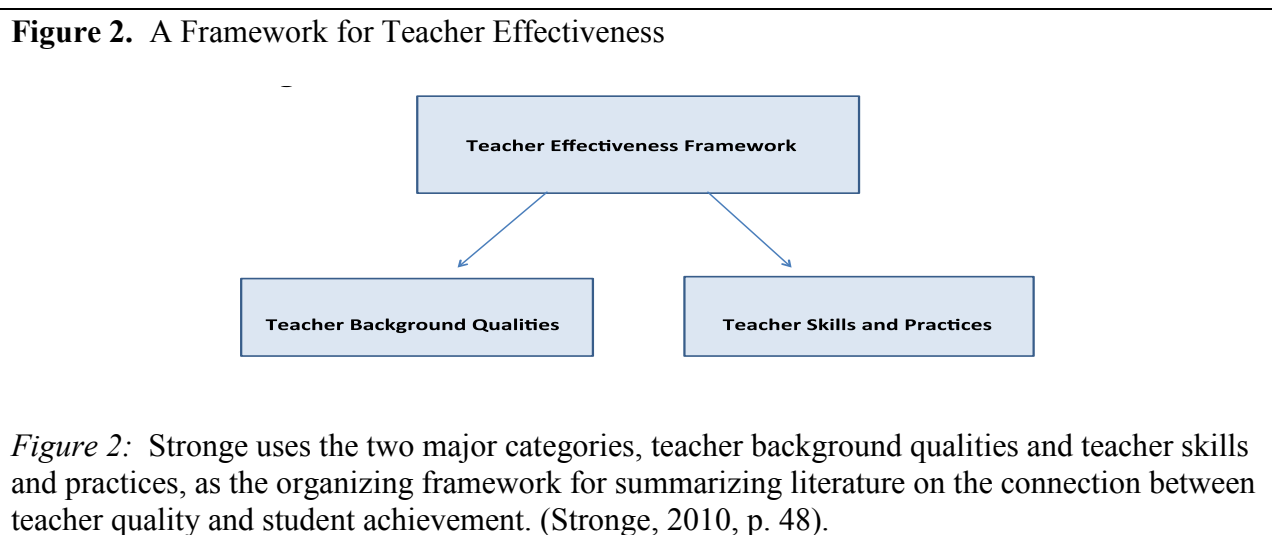 Figure 2.  A Framework for Teacher Effectiveness
Teacher Effectiveness Framework
Teacher Background Qualities
Teacher Skills and Practices
Figure 2:  Stronge uses the two major categories, teacher background qualities and teacher skills
and practices, as the organizing framework for summarizing literature on the connection between
teacher quality and student achievement. (Stronge, 2010, p. 48).